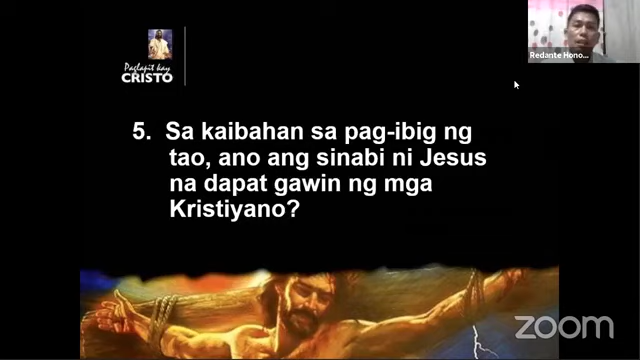 Paglapit kay
CRISTO
Redante Hono...
5. Sa kaibahan sa pag-ibig ng
tao, ano ang sinabi ni Jesus
na dapat gawin ng mga
Kristiyano?
zoom